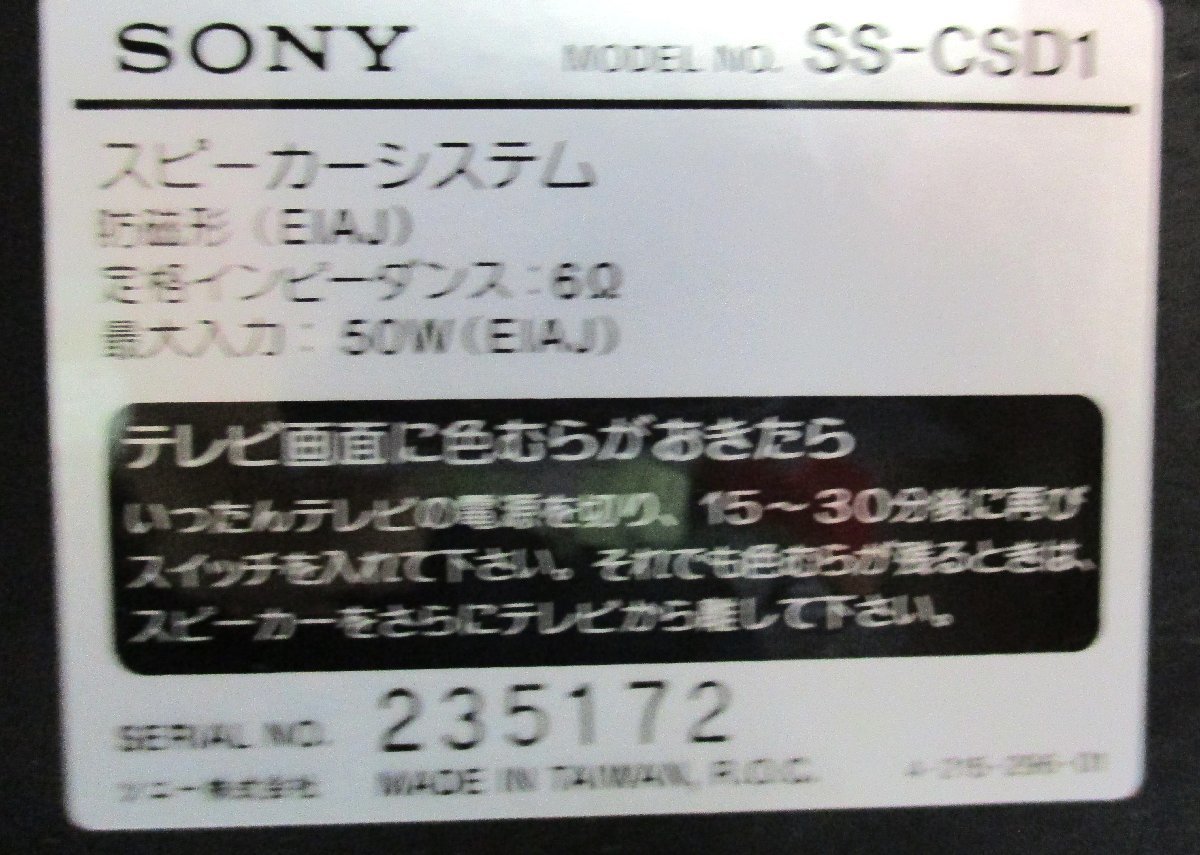 SONY MODEL NO. SS-CSD1
スピーカーシステム
防磁形（EIAJ）
定格インピーダンス：6Ω
最大入力：50W（EIAJ）
テレビ画面に色むらがおきたら
いったんテレビの電源を切り、15〜30分後に再び
スイッチを入れて下さい。それでも色むらが残るときは、
スピーカーをさらにテレビから離して下さい。
SERIAL NO. 235172
ソニー株式会社 MADE IN TAIWAN, R.O.C.